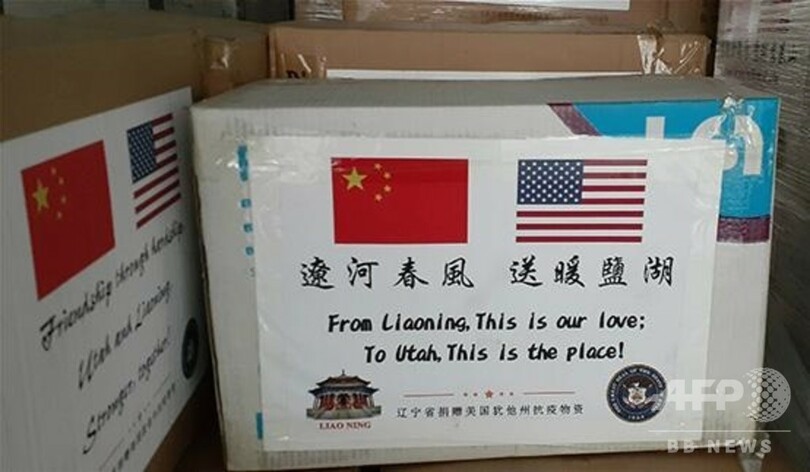 Friendship through hardship,
Utah and Liaoning
Stronger, together!
遼河春風 送暖鹽湖
From Liaoning, This is our love;
To Utah, This is the place!
LIAO NING
辽宁省捐赠美国犹他州抗疫物资
AFP
BB NEWS